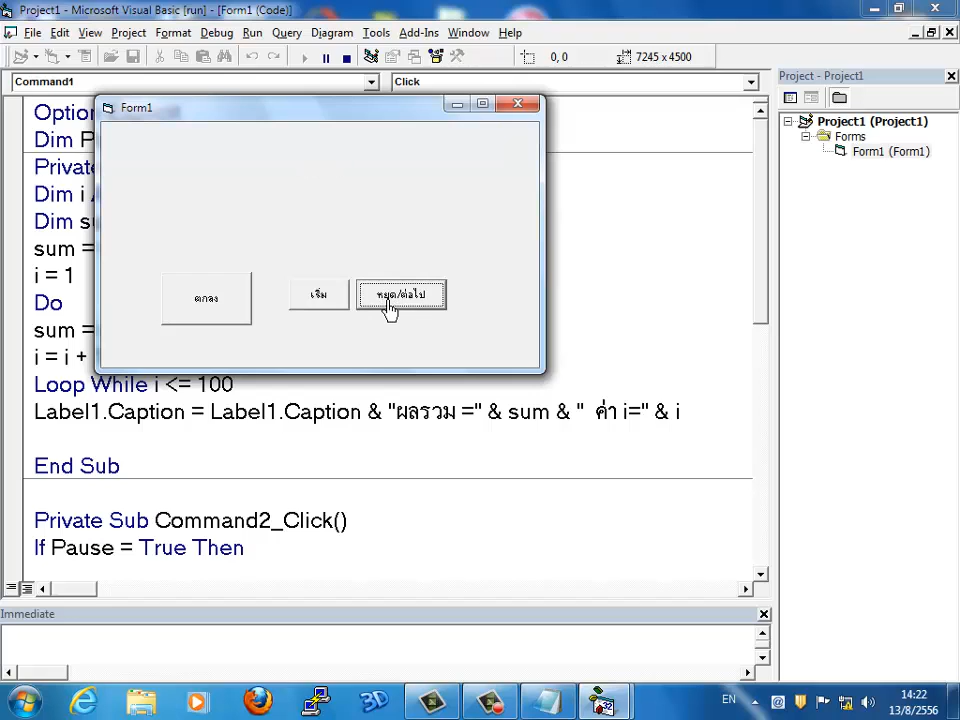 Project1 - Microsoft Visual Basic [run] - [Form1 (Code)]
File Edit View Project Format Debug Run Query Diagram Tools Add-Ins Window Help
0, 0 7245 x 4500
Command1 Click
Project - Project1
Form1
Project1 (Project1)
Forms
Form1 (Form1)
Dim
Dim
sum =
i = 1
Do
sum =
i = i +
ตกลง เริ่ม หยุด/ต่อไป
Loop While i <= 100
Label1.Caption = Label1.Caption & "ผลรวม =" & sum & " ค่า i=" & i
End Sub
Private Sub Command2_Click()
If Pause = True Then
Immediate
3D
32
EN
14:22
13/8/2556